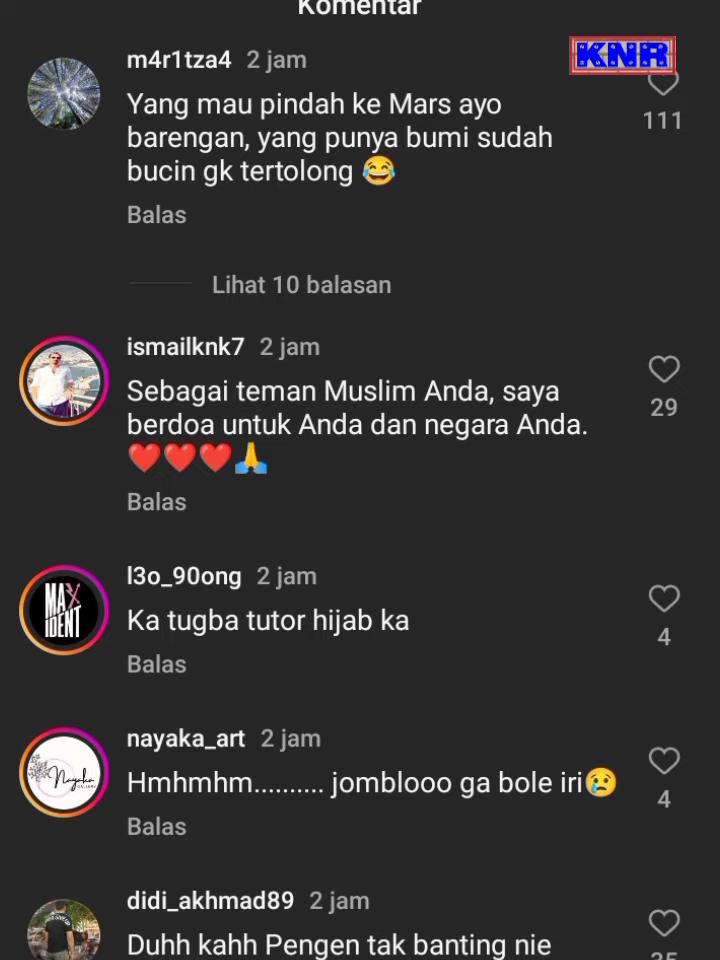 Komentar
KNR
m4r1tza4 2 jam
Yang mau pindah ke Mars ayo
barengan, yang punya bumi sudah
bucin gk tertolong 😂
111
Balas
Lihat 10 balasan
ismailknk7 2 jam
Sebagai teman Muslim Anda, saya
berdoa untuk Anda dan negara Anda.
❤️❤️❤️🙏
29
Balas
MA
IDENT
l3o_90ong 2 jam
Ka tugba tutor hijab ka
4
Balas
Nayaka
nayaka_art 2 jam
Hmhmhm.......... jomblooo ga bole iri😢
4
Balas
didi_akhmad89 2 jam
Duhh kahh Pengen tak banting nie